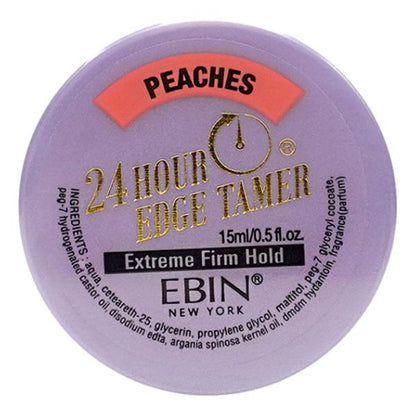 PEACHES
24 HOUR
EDGE TAMER®
15ml/0.5 fl.oz.
Extreme Firm Hold
EBIN®
NEW YORK
INGREDIENTS : aqua, ceteareth-25, glycerin, propylene glycol, maltitol, peg-7 glyceryl cocoate,
peg-7 hydrogenated castor oil, disodium edta, argania spinosa kernel oil, dmdm hydantoin, fragrance(parfum)